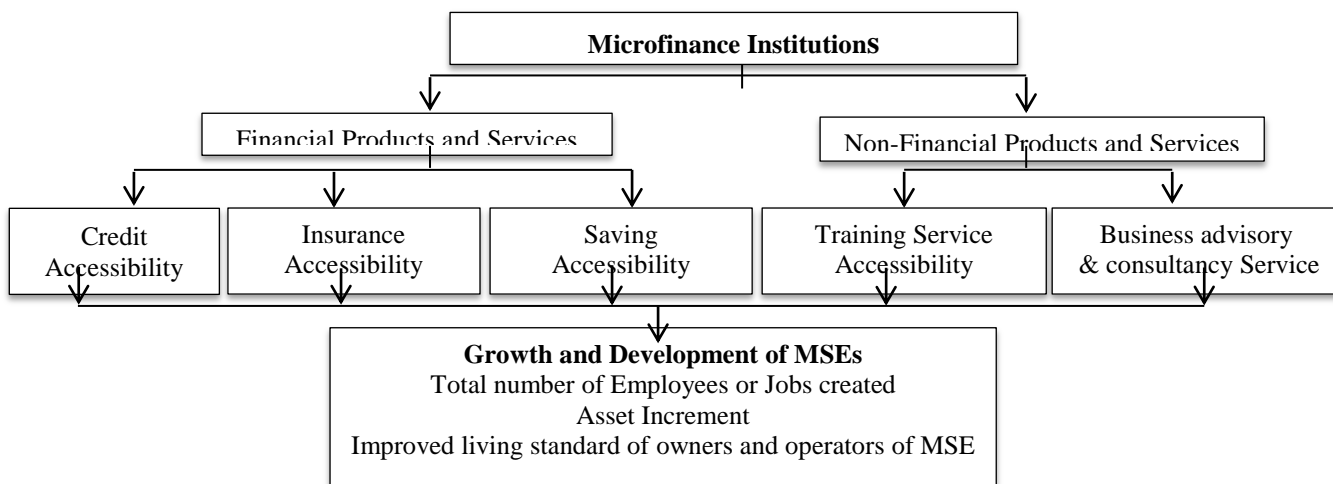 Microfinance Institutions
Financial Products and Services
Non-Financial Products and Services
Credit
Accessibility
Insurance
Accessibility
Saving
Accessibility
Training Service
Accessibility
Business advisory
& consultancy Service
Growth and Development of MSEs
Total number of Employees or Jobs created
Asset Increment
Improved living standard of owners and operators of MSE